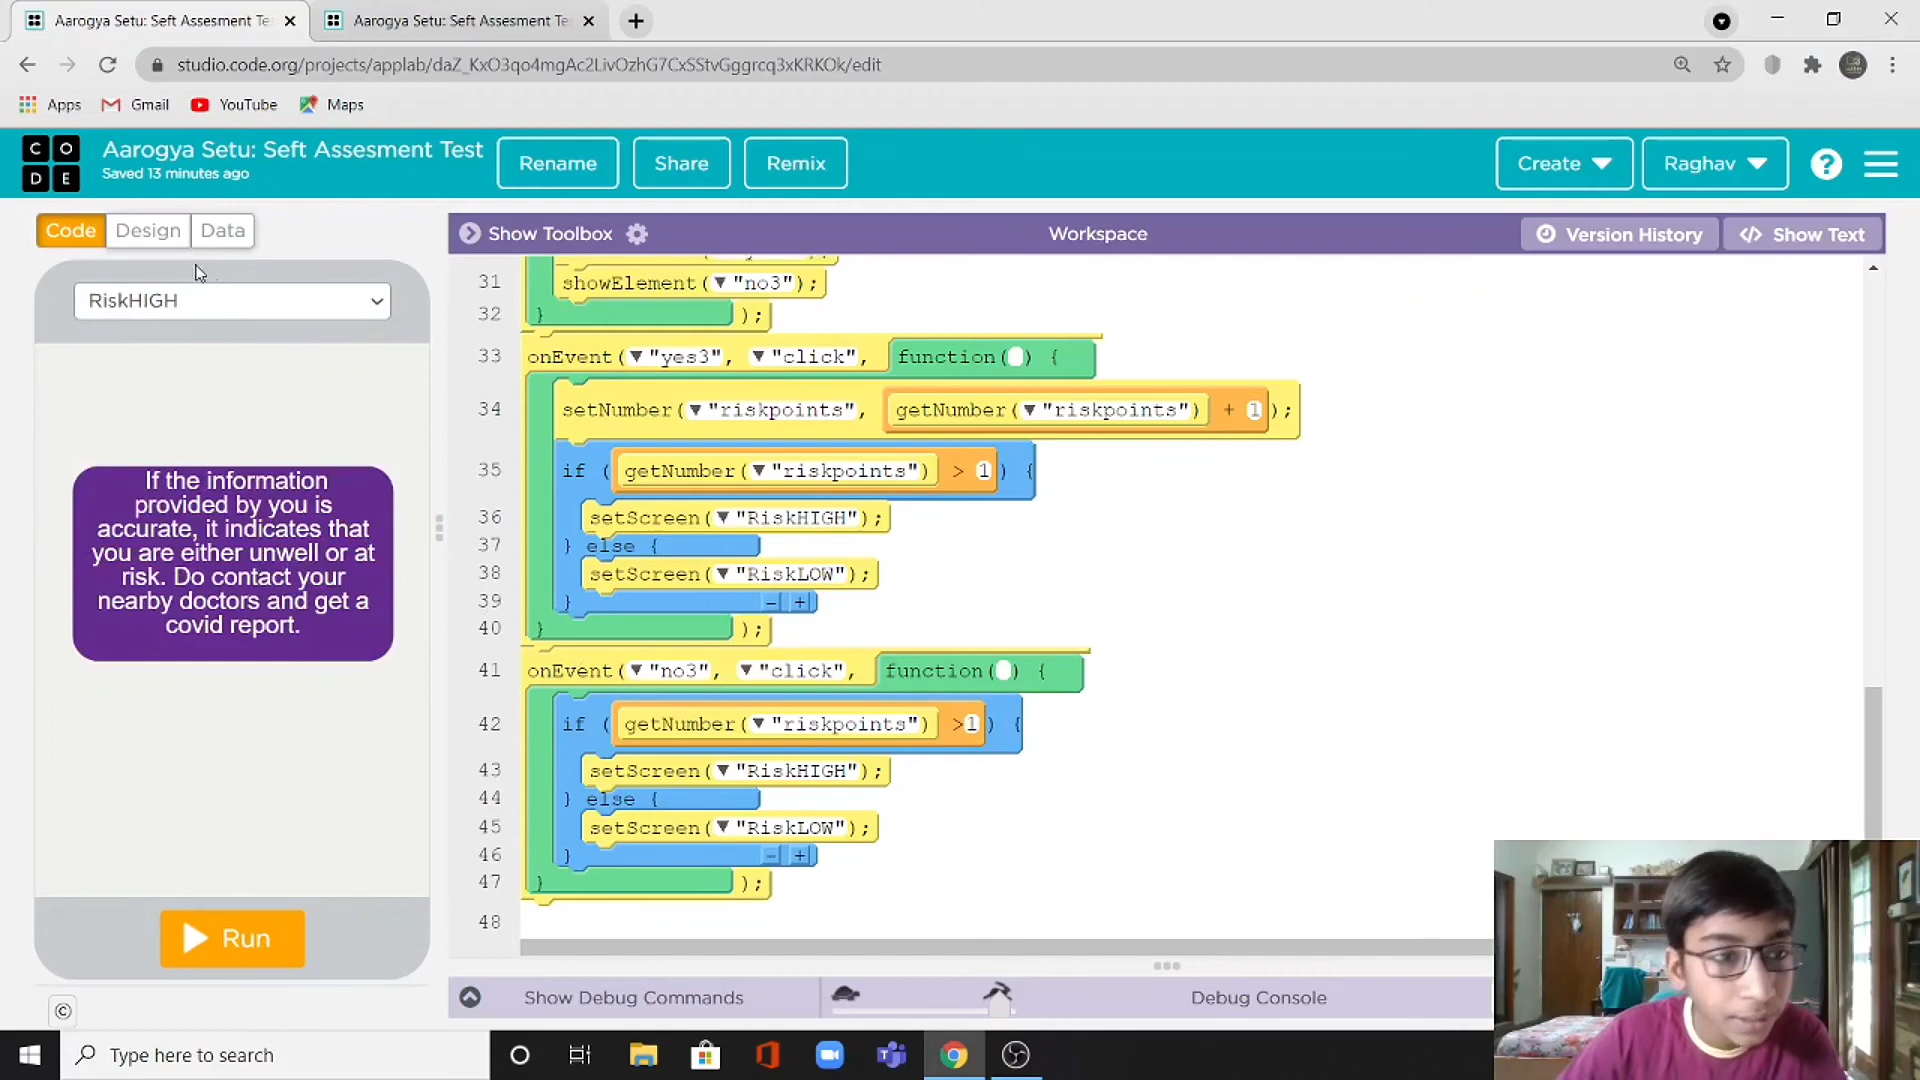 Aarogya Setu: Seft Assesment Te
Aarogya Setu: Seft Assesment Te
studio.code.org/projects/applab/daZ_KxO3qo4mgAc2LivOzhG7CxSStvGggrcq3xKRKOk/edit
Apps Gmail YouTube Maps
CODE
Aarogya Setu: Seft Assesment Test
Saved 13 minutes ago
Rename Share Remix Create Raghav ?
Code Design Data
Show Toolbox Workspace Version History </> Show Text
RiskHIGH
If the information
provided by you is
accurate, it indicates that
you are either unwell or at
risk. Do contact your
nearby doctors and get a
covid report.
Run
31 showElement("no3");
32 } );
33 onEvent("yes3", "click", function() {
34 setNumber("riskpoints", getNumber("riskpoints") + 1);
35 if (getNumber("riskpoints") > 1) {
36 setScreen("RiskHIGH");
37 } else {
38 setScreen("RiskLOW");
39 } - +
40 } );
41 onEvent("no3", "click", function() {
42 if (getNumber("riskpoints") >1) {
43 setScreen("RiskHIGH");
44 } else {
45 setScreen("RiskLOW");
46 } - +
47 } );
48
Show Debug Commands Debug Console
©
Type here to search